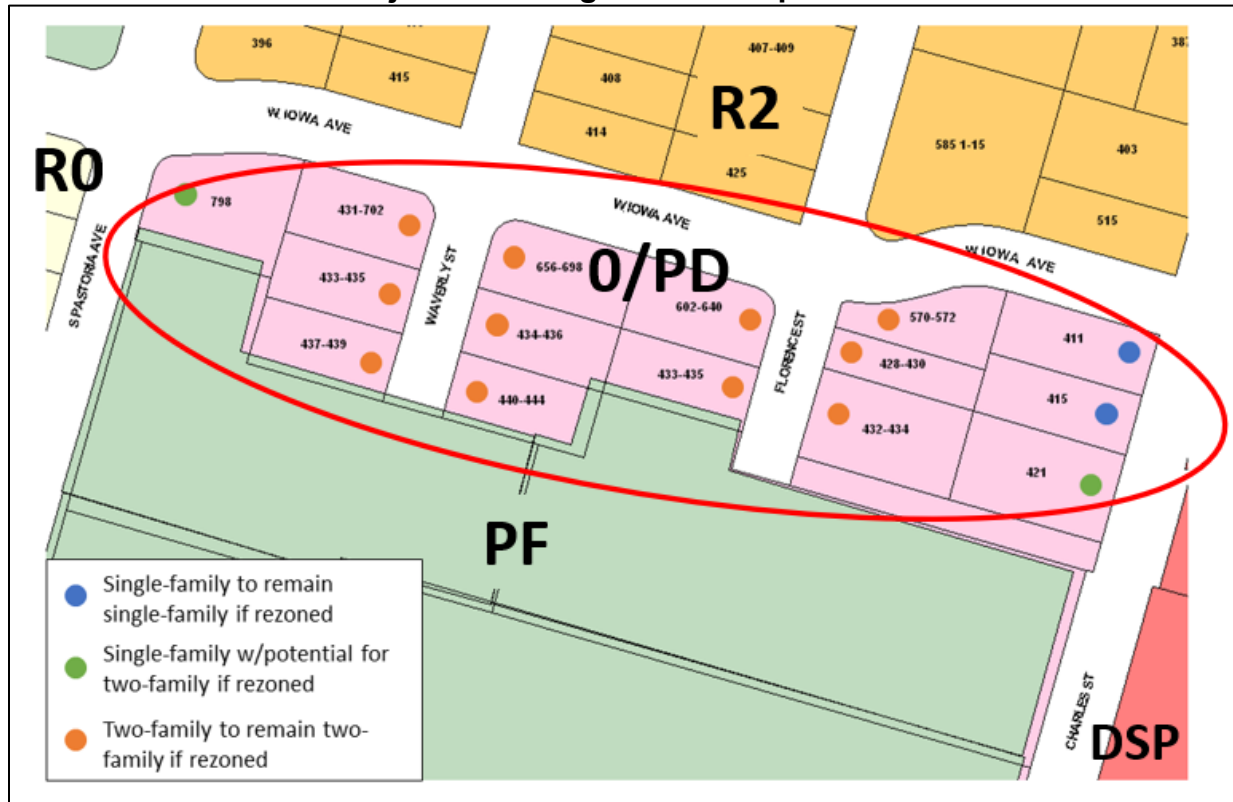 396
415
407-409
408
414
R2
425
387
585 1-15
403
515
W. IOWA AVE
R0
S PASTORIA AVE
798
431-702
433-435
437-439
WAVERLY ST
W IOWA AVE
0/PD
656-698
602-640
434-436
433-435
440-444
FLORENCE ST
W. IOWA AVE
570-572
411
428-430
415
432-434
421
PF
CHARLES ST
DSP
Single-family to remain
single-family if rezoned
Single-family w/potential for
two-family if rezoned
Two-family to remain two-
family if rezoned